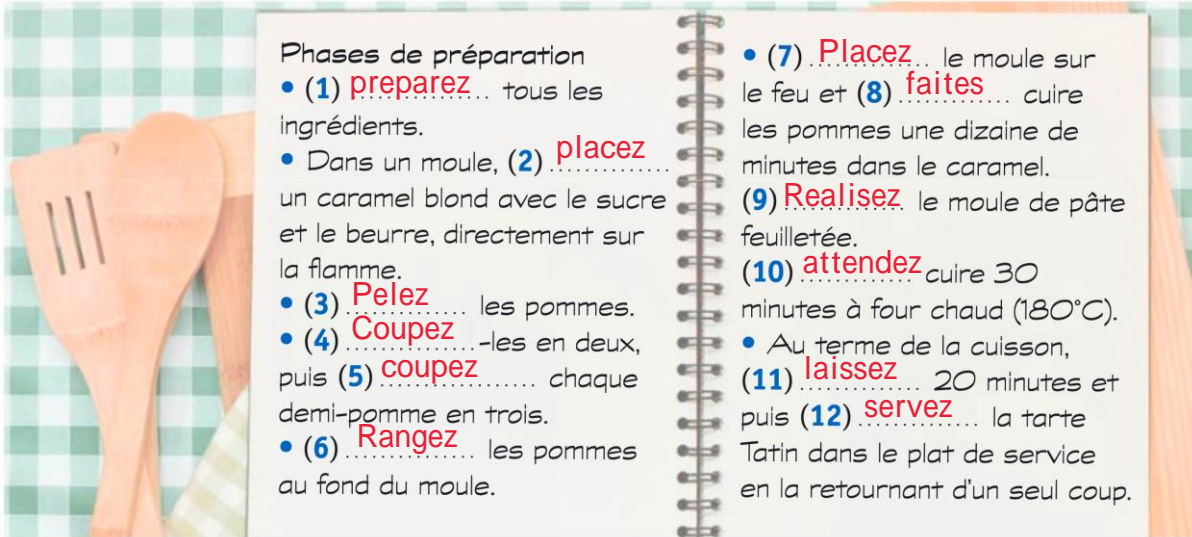 Phases de préparation
• (1) preparez tous les
ingrédients.
• Dans un moule, (2) placez
un caramel blond avec le sucre
et le beurre, directement sur
la flamme.
• (3) Pelez les pommes.
• (4) Coupez -les en deux,
puis (5) coupez chaque
demi-pomme en trois.
• (6) Rangez les pommes
au fond du moule.
• (7) Placez le moule sur
le feu et (8) faites cuire
les pommes une dizaine de
minutes dans le caramel.
(9) Realisez le moule de pâte
feuilletée.
(10) attendez cuire 30
minutes à four chaud (180°C).
• Au terme de la cuisson,
(11) laissez 20 minutes et
puis (12) servez la tarte
Tatin dans le plat de service
en la retournant d'un seul coup.